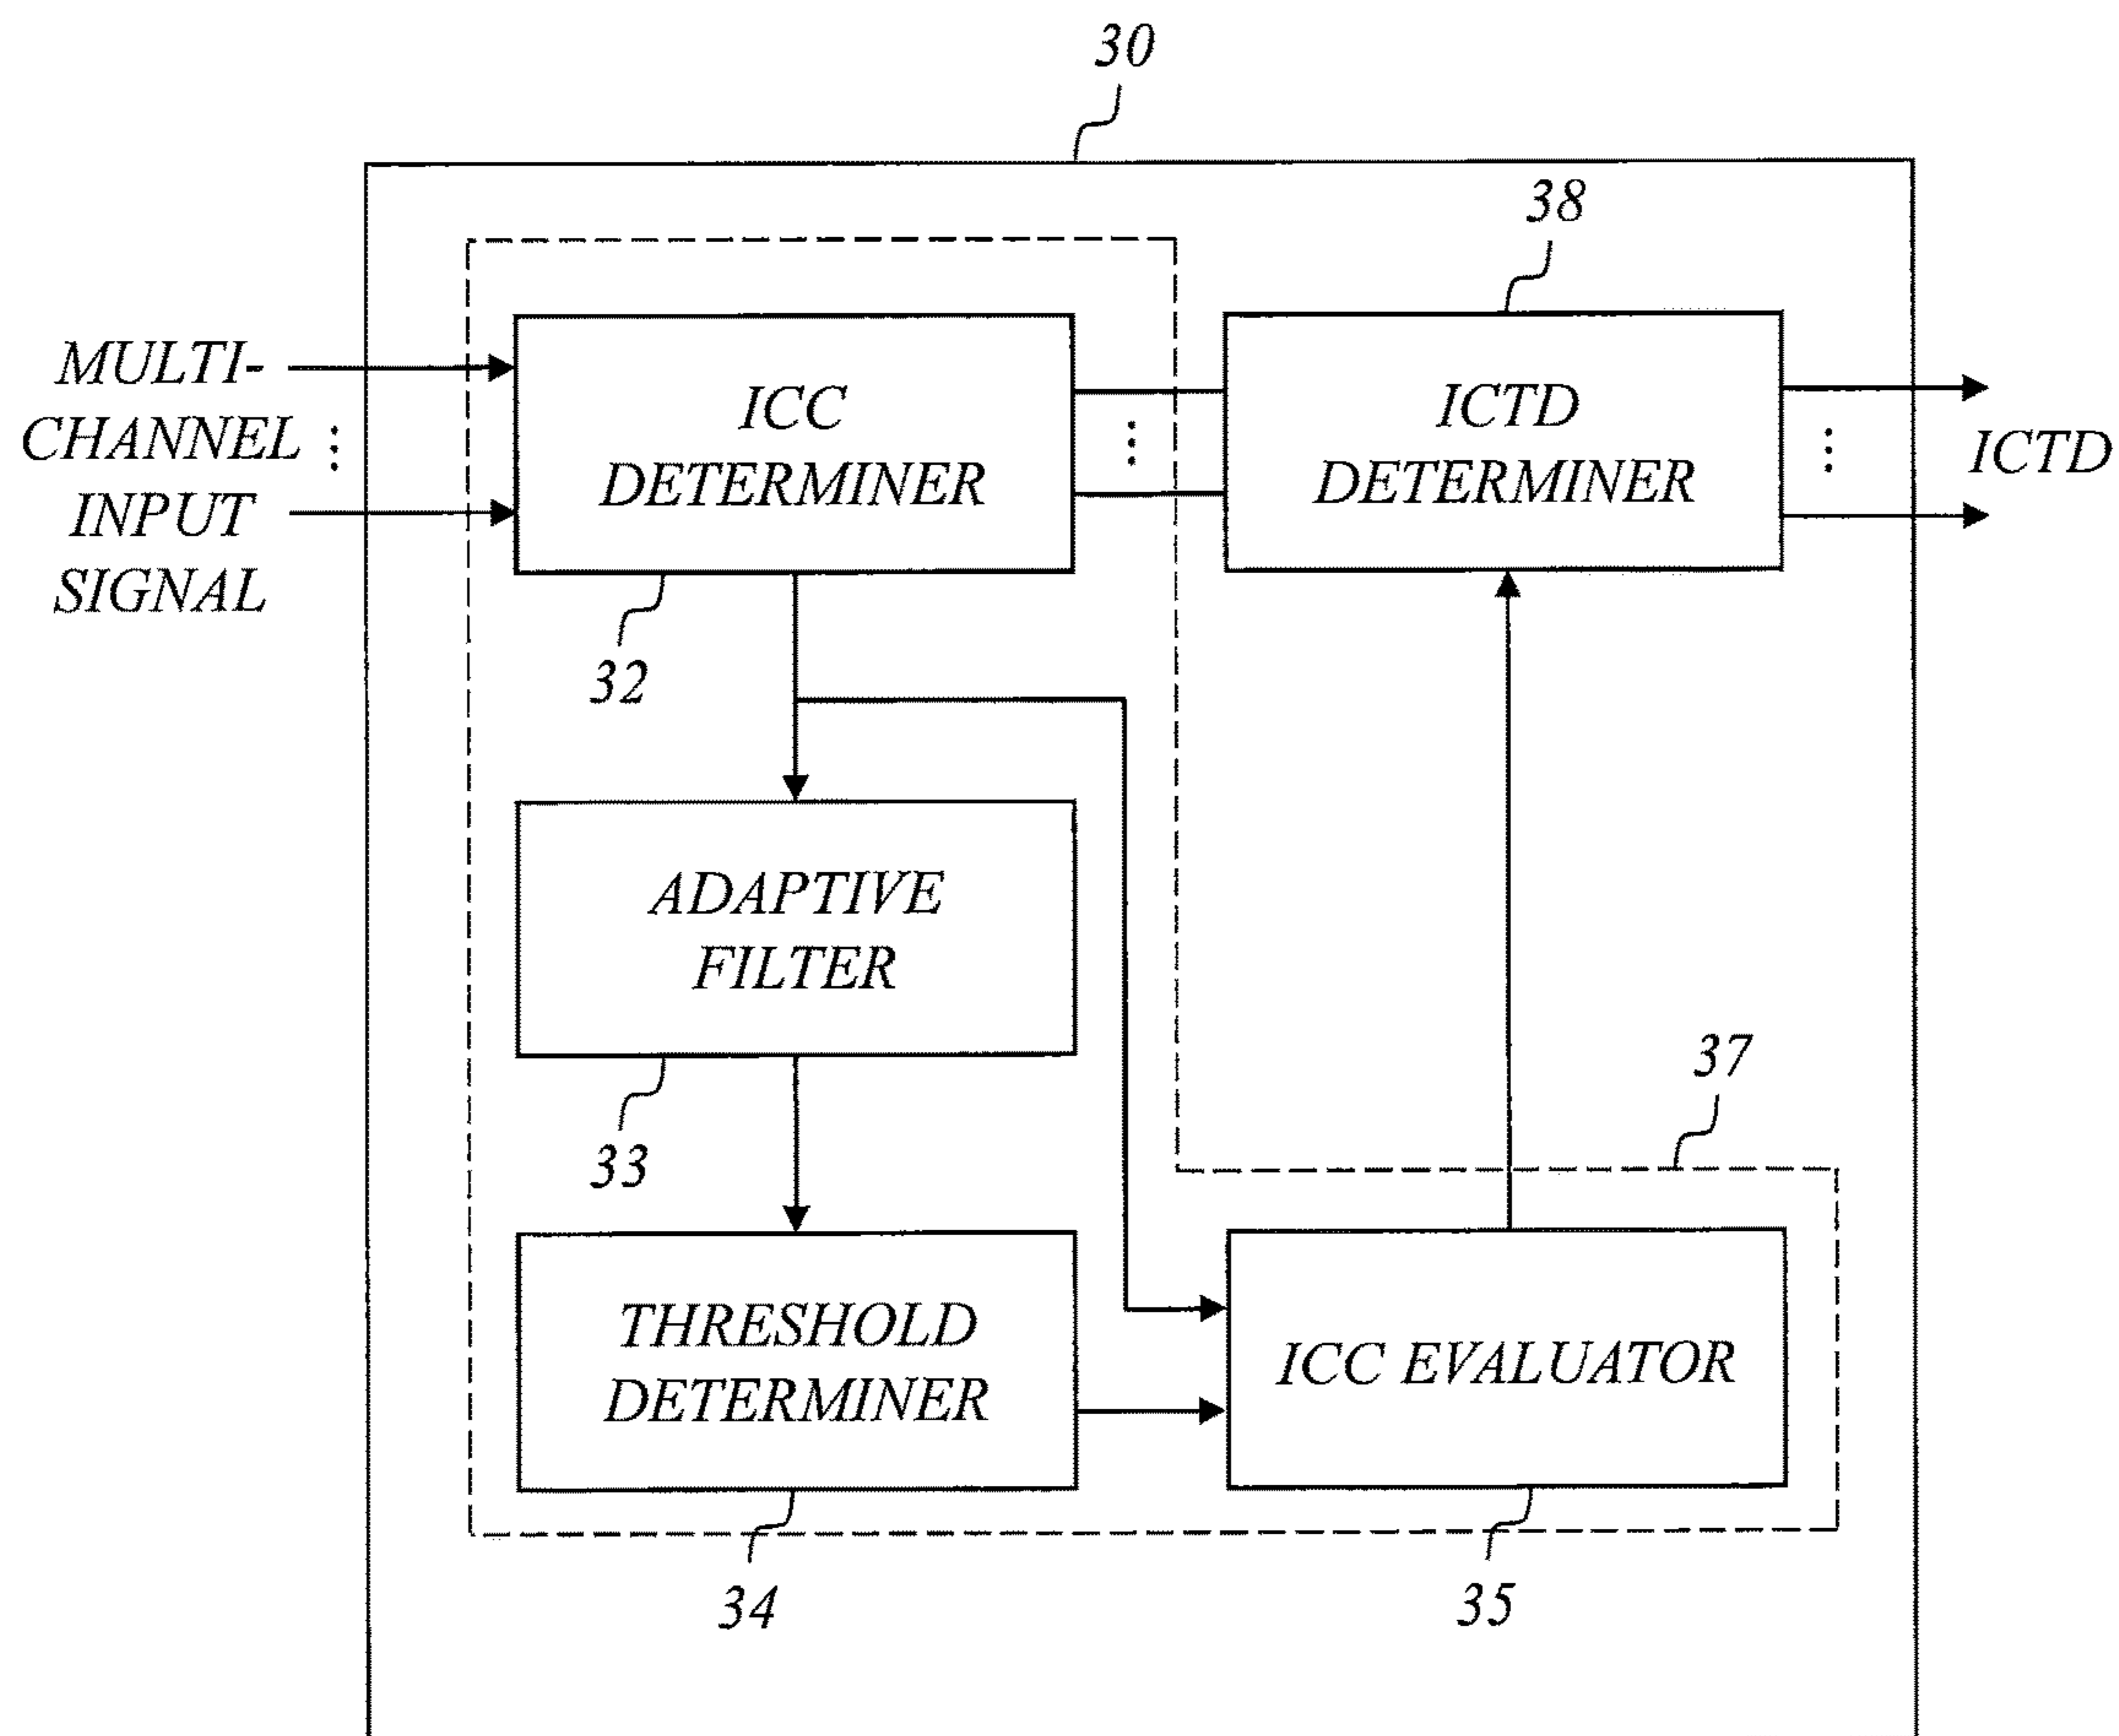 30
38
MULTI-
CHANNEL
INPUT
SIGNAL
ICC
DETERMINER
ICTD
DETERMINER
ICTD
32
ADAPTIVE
FILTER
33
37
THRESHOLD
DETERMINER
ICC EVALUATOR
34
35